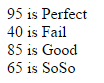 95 is Perfect
40 is Fail
85 is Good
65 is SoSo